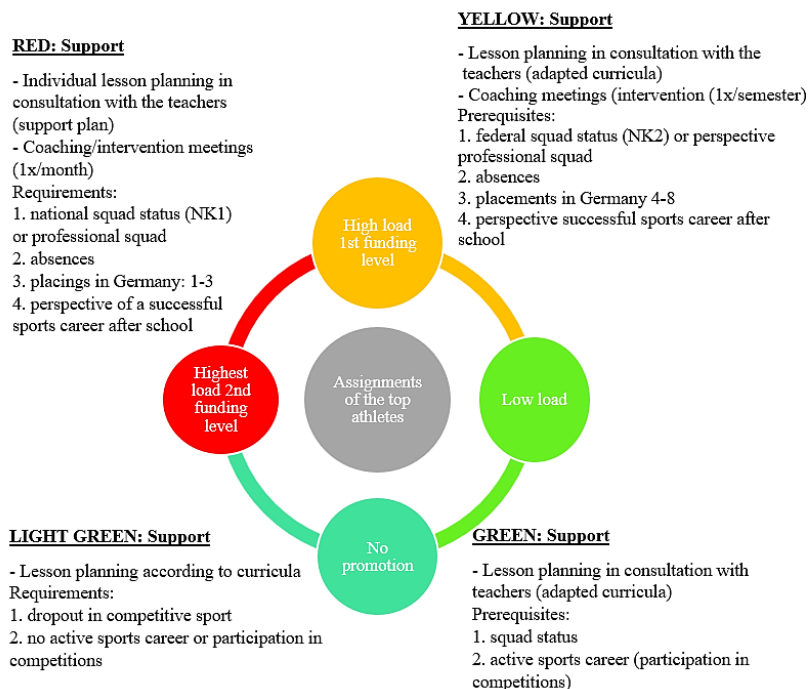 RED: Support
- Individual lesson planning in
consultation with the teachers
(support plan)
- Coaching/intervention meetings
(1x/month)
Requirements:
1. national squad status (NK1)
or professional squad
2. absences
3. placings in Germany: 1-3
4. perspective of a successful
sports career after school
YELLOW: Support
- Lesson planning in consultation with the
teachers (adapted curricula)
- Coaching meetings (intervention (1x/semester)
Prerequisites:
1. federal squad status (NK2) or perspective
professional squad
2. absences
3. placements in Germany 4-8
4. perspective successful sports career after
school
High load
1st funding
level
Highest
load 2nd
funding
level
Assignments
of the top
athletes
Low load
No
promotion
LIGHT GREEN: Support
- Lesson planning according to curricula
Requirements:
1. dropout in competitive sport
2. no active sports career or participation in
competitions
GREEN: Support
- Lesson planning in consultation with
teachers (adapted curricula)
Prerequisites:
1. squad status
2. active sports career (participation in
competitions)